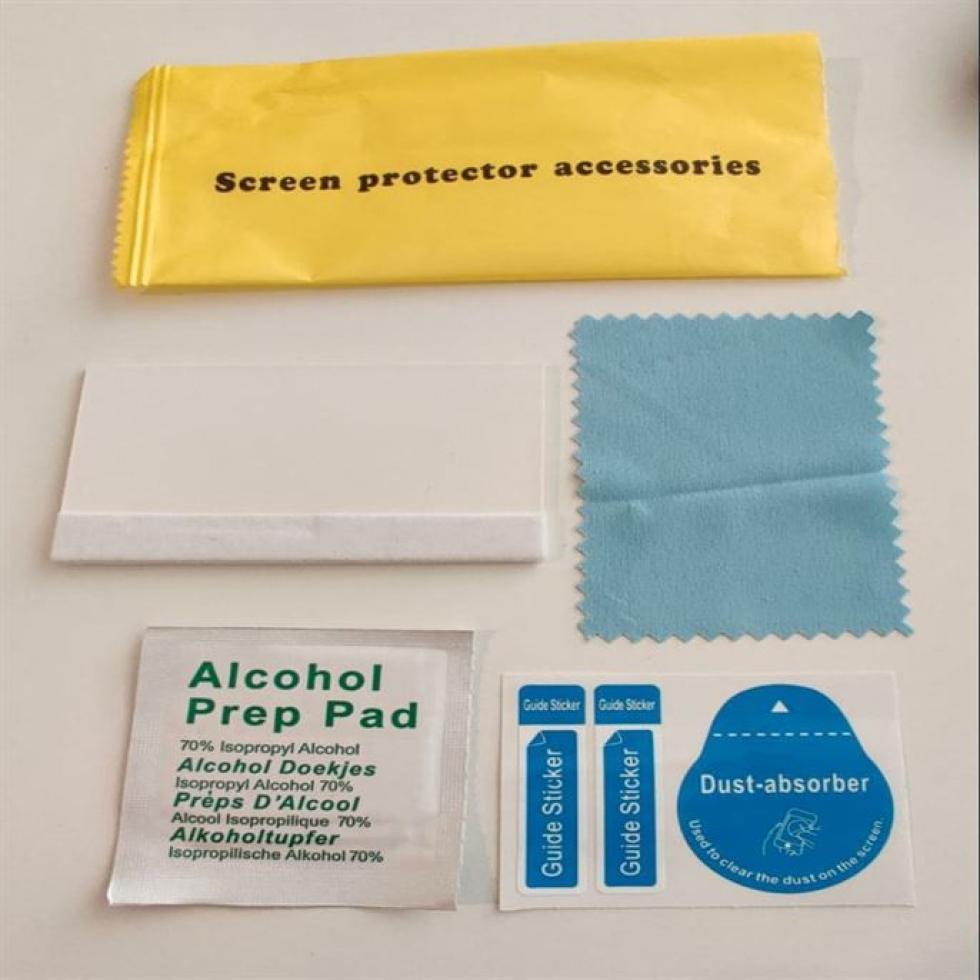 Screen protector accessories
Alcohol
Prep Pad
70% Isopropyl Alcohol
Alcohol Doekjes
Isopropyl Alcohol 70%
Prèps D'Alcool
Alcool Isopropilique 70%
Alkoholtupfer
Isopropilische Alkohol 70%
Guide Sticker
Guide Sticker
Guide Sticker
Guide Sticker
Dust-absorber
Used to clear the dust on the screen.